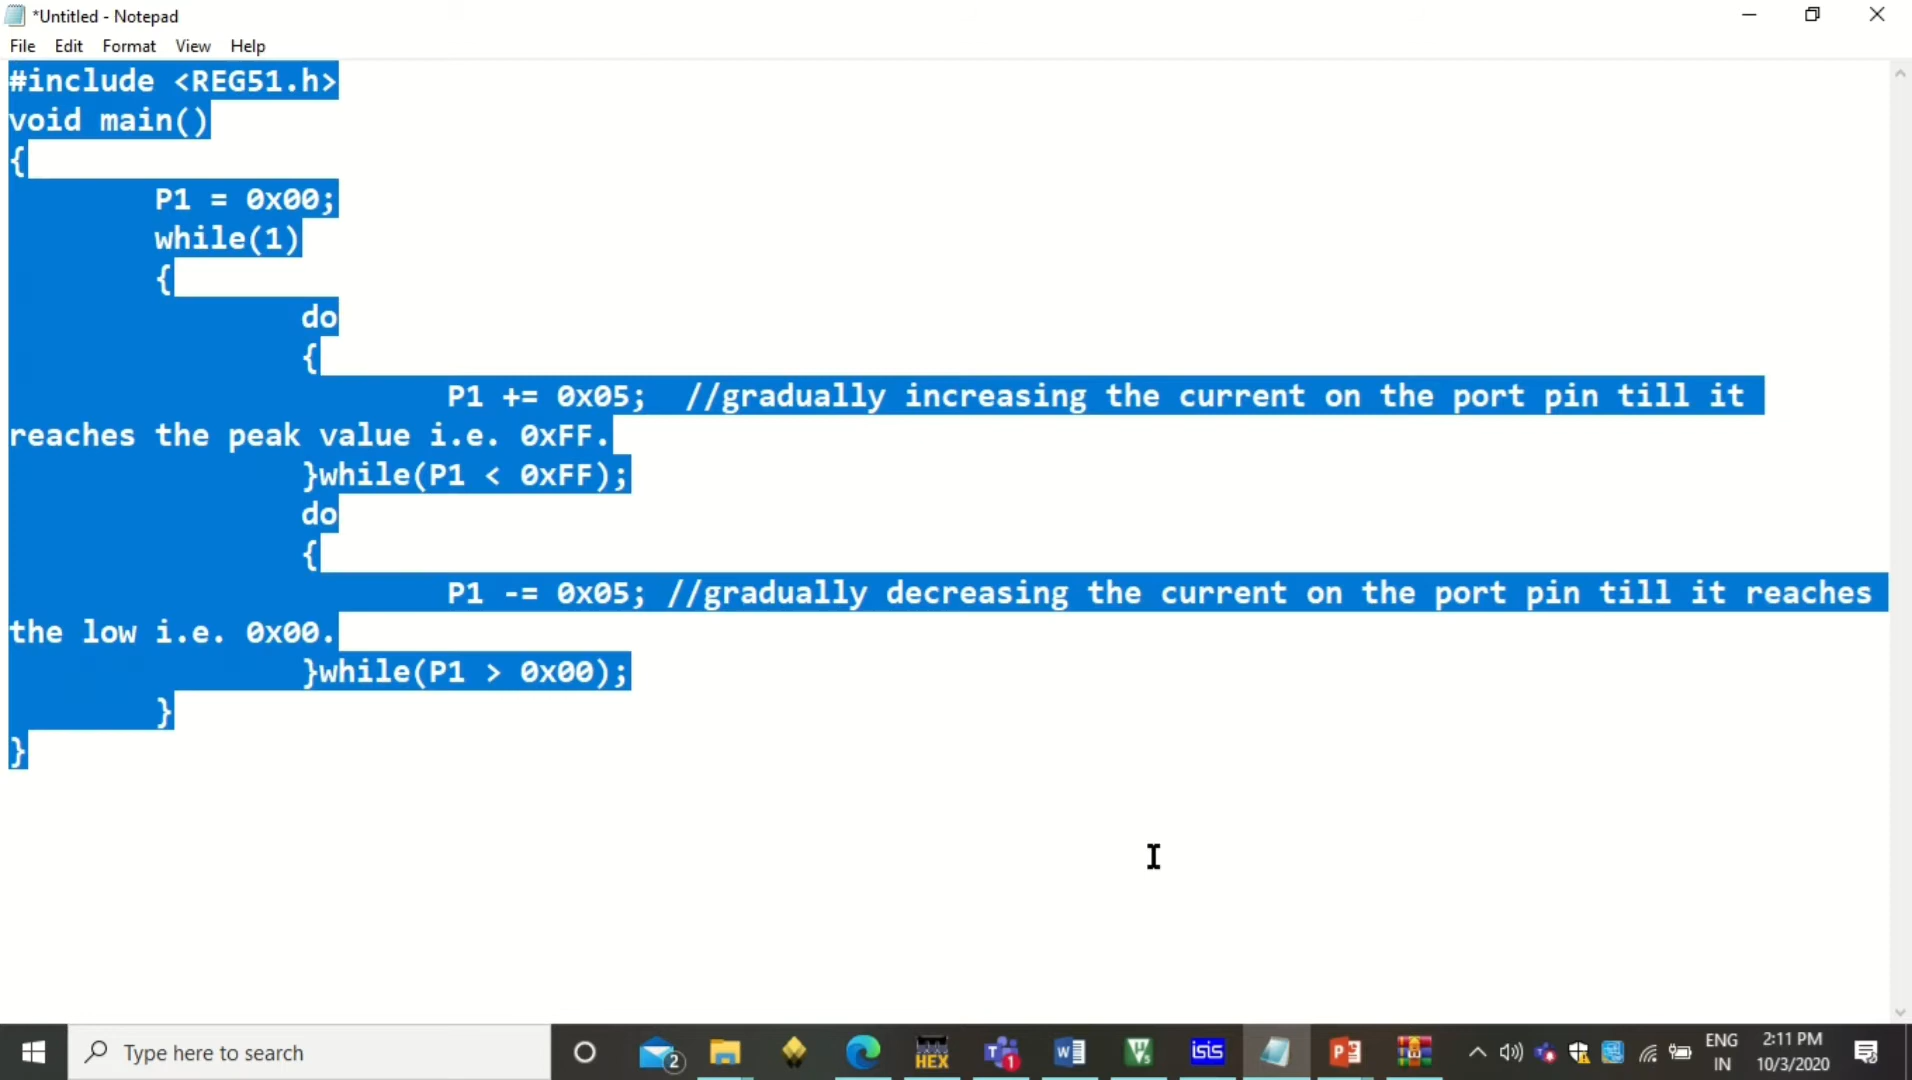 *Untitled - Notepad
File Edit Format View Help
#include <REG51.h>
void main()
{
P1 = 0x00;
while(1)
{
do
{
P1 += 0x05; //gradually increasing the current on the port pin till it
reaches the peak value i.e. 0xFF.
}while(P1 < 0xFF);
do
{
P1 -= 0x05; //gradually decreasing the current on the port pin till it reaches
the low i.e. 0x00.
}while(P1 > 0x00);
}
}
Type here to search
2
HEX
1
isis
ENG
IN
2:11 PM
10/3/2020